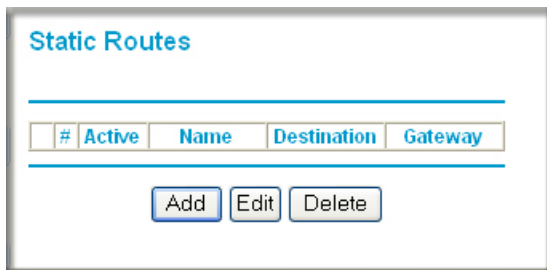 Static Routes
# Active Name Destination Gateway
Add Edit Delete